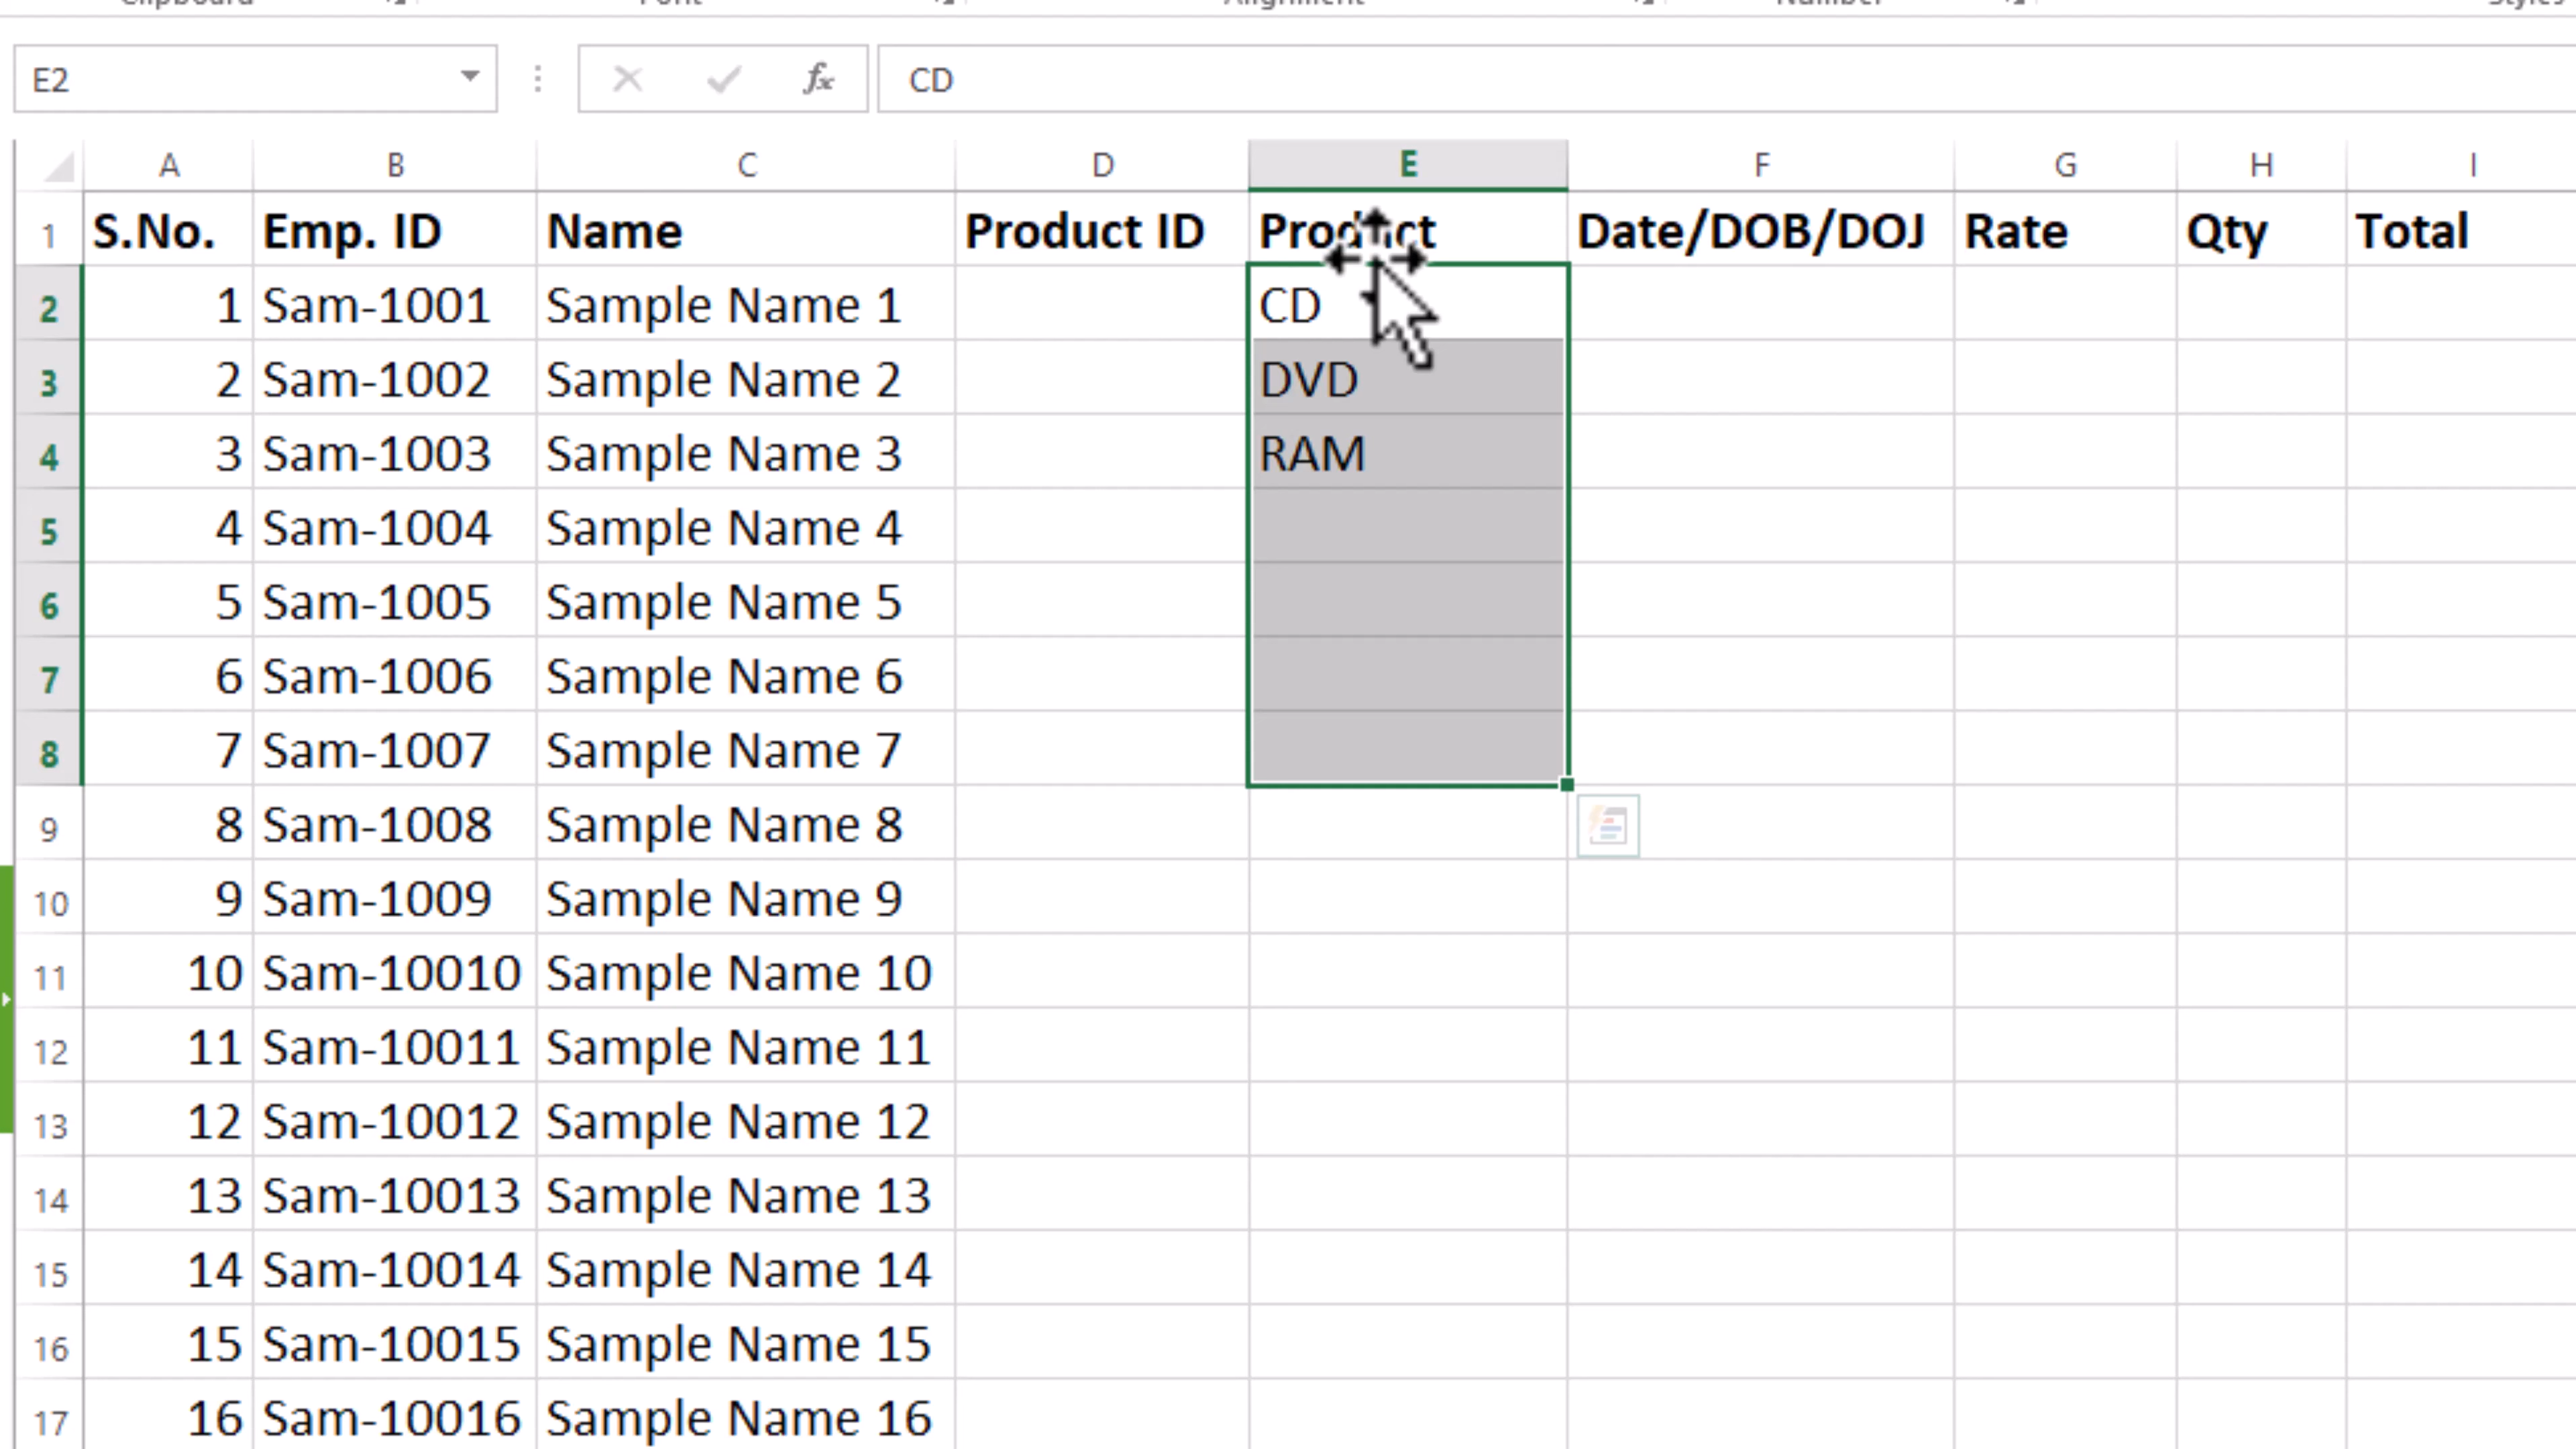 Clipboard Font Alignment Number Styles
E2 fx CD
A B C D E F G H I
1 S.No. Emp. ID Name Product ID Product Date/DOB/DOJ Rate Qty Total
2 1 Sam-1001 Sample Name 1 CD
3 2 Sam-1002 Sample Name 2 DVD
4 3 Sam-1003 Sample Name 3 RAM
5 4 Sam-1004 Sample Name 4
6 5 Sam-1005 Sample Name 5
7 6 Sam-1006 Sample Name 6
8 7 Sam-1007 Sample Name 7
9 8 Sam-1008 Sample Name 8
10 9 Sam-1009 Sample Name 9
11 10 Sam-10010 Sample Name 10
12 11 Sam-10011 Sample Name 11
13 12 Sam-10012 Sample Name 12
14 13 Sam-10013 Sample Name 13
15 14 Sam-10014 Sample Name 14
16 15 Sam-10015 Sample Name 15
17 16 Sam-10016 Sample Name 16